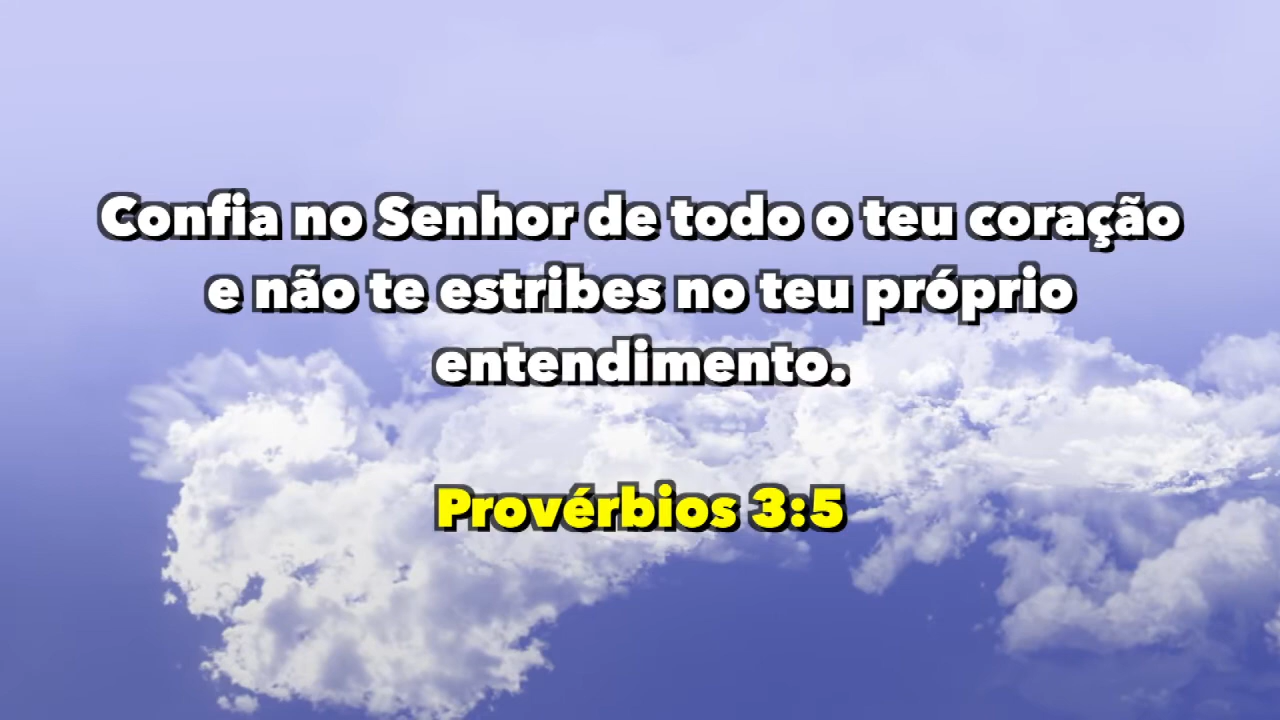 Confia no Senhor de todo o teu coração
e não te estribes no teu próprio
entendimento.
Provérbios 3:5